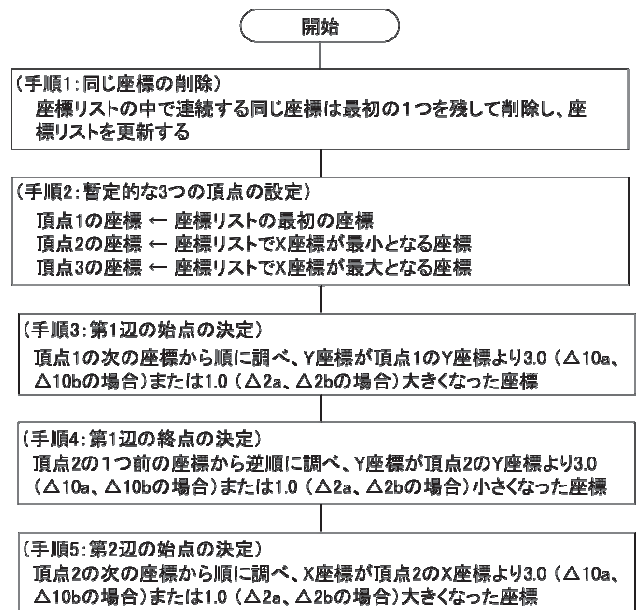 開始
(手順1:同じ座標の削除)
座標リストの中で連続する同じ座標は最初の1つを残して削除し、座
標リストを更新する
(手順2:暫定的な3つの頂点の設定)
頂点1の座標 ← 座標リストの最初の座標
頂点2の座標 ← 座標リストでX座標が最小となる座標
頂点3の座標 ← 座標リストでX座標が最大となる座標
(手順3:第1辺の始点の決定)
頂点1の次の座標から順に調べ、Y座標が頂点1のY座標より3.0 (△10a、
△10bの場合)または1.0 (△2a、△2bの場合)大きくなった座標
(手順4:第1辺の終点の決定)
頂点2の1つ前の座標から逆順に調べ、Y座標が頂点2のY座標より3.0
(△10a、△10bの場合)または1.0 (△2a、△2bの場合)小さくなった座標
(手順5:第2辺の始点の決定)
頂点2の次の座標から順に調べ、X座標が頂点2のX座標より3.0 (△10a、
△10bの場合)または1.0 (△2a、△2bの場合)大きくなった座標